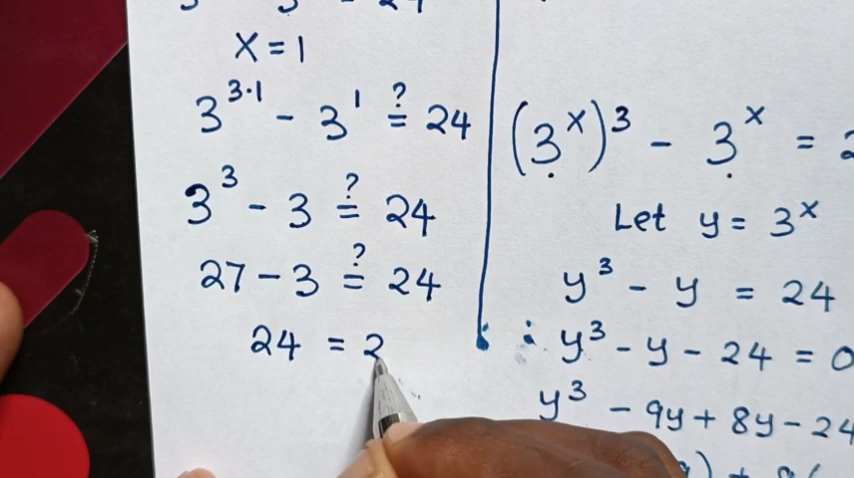 x = 1
3^{3·1} - 3^1 ≟ 24
3^3 - 3 ≟ 24
27 - 3 ≟ 24
24 = 2
(3^x)^3 - 3^x = 2
Let y = 3^x
y^3 - y = 24
∴ y^3 - y - 24 = 0
y^3 - 9y + 8y - 24